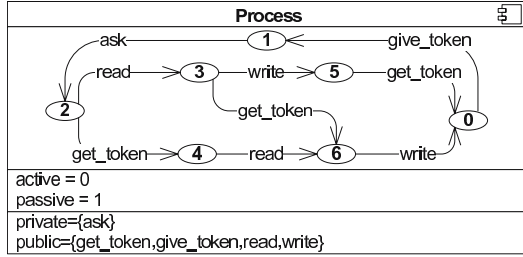 Process
ask 1 give_token
read 3 write 5 get_token
2 get_token 0
get_token 4 read 6 write
active = 0
passive = 1
private={ask}
public={get_token,give_token,read,write}